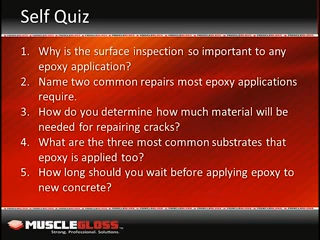 Self Quiz
1. Why is the surface inspection so important to any
epoxy application?
2. Name two common repairs most epoxy applications
require.
3. How do you determine how much material will be
needed for repairing cracks?
4. What are the three most common substrates that
epoxy is applied too?
5. How long should you wait before applying epoxy to
new concrete?
MUSCLEGLOSS
Strong. Professional. Solutions.